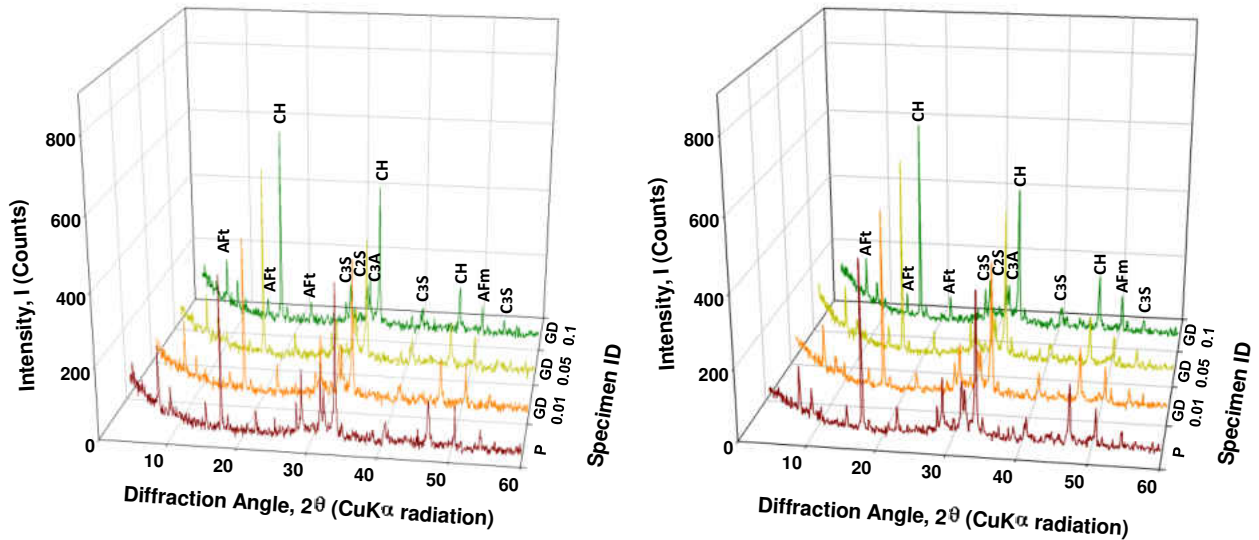 800
600
400
200
0
10
20
30
40
50
60
Intensity, I (Counts)
Diffraction Angle, 2θ (CuKα radiation)
Specimen ID
P
GD 0.01
GD 0.05
GD 0.1
AFt
AFt
CH
AFt
C3S
C2S
C3A
CH
C3S
CH
AFm
C3S
800
600
400
200
0
10
20
30
40
50
60
Intensity, I (Counts)
Diffraction Angle, 2θ (CuKα radiation)
Specimen ID
P
GD 0.01
GD 0.05
GD 0.1
AFt
AFt
CH
AFt
C3S
C2S
C3A
CH
C3S
CH
AFm
C3S